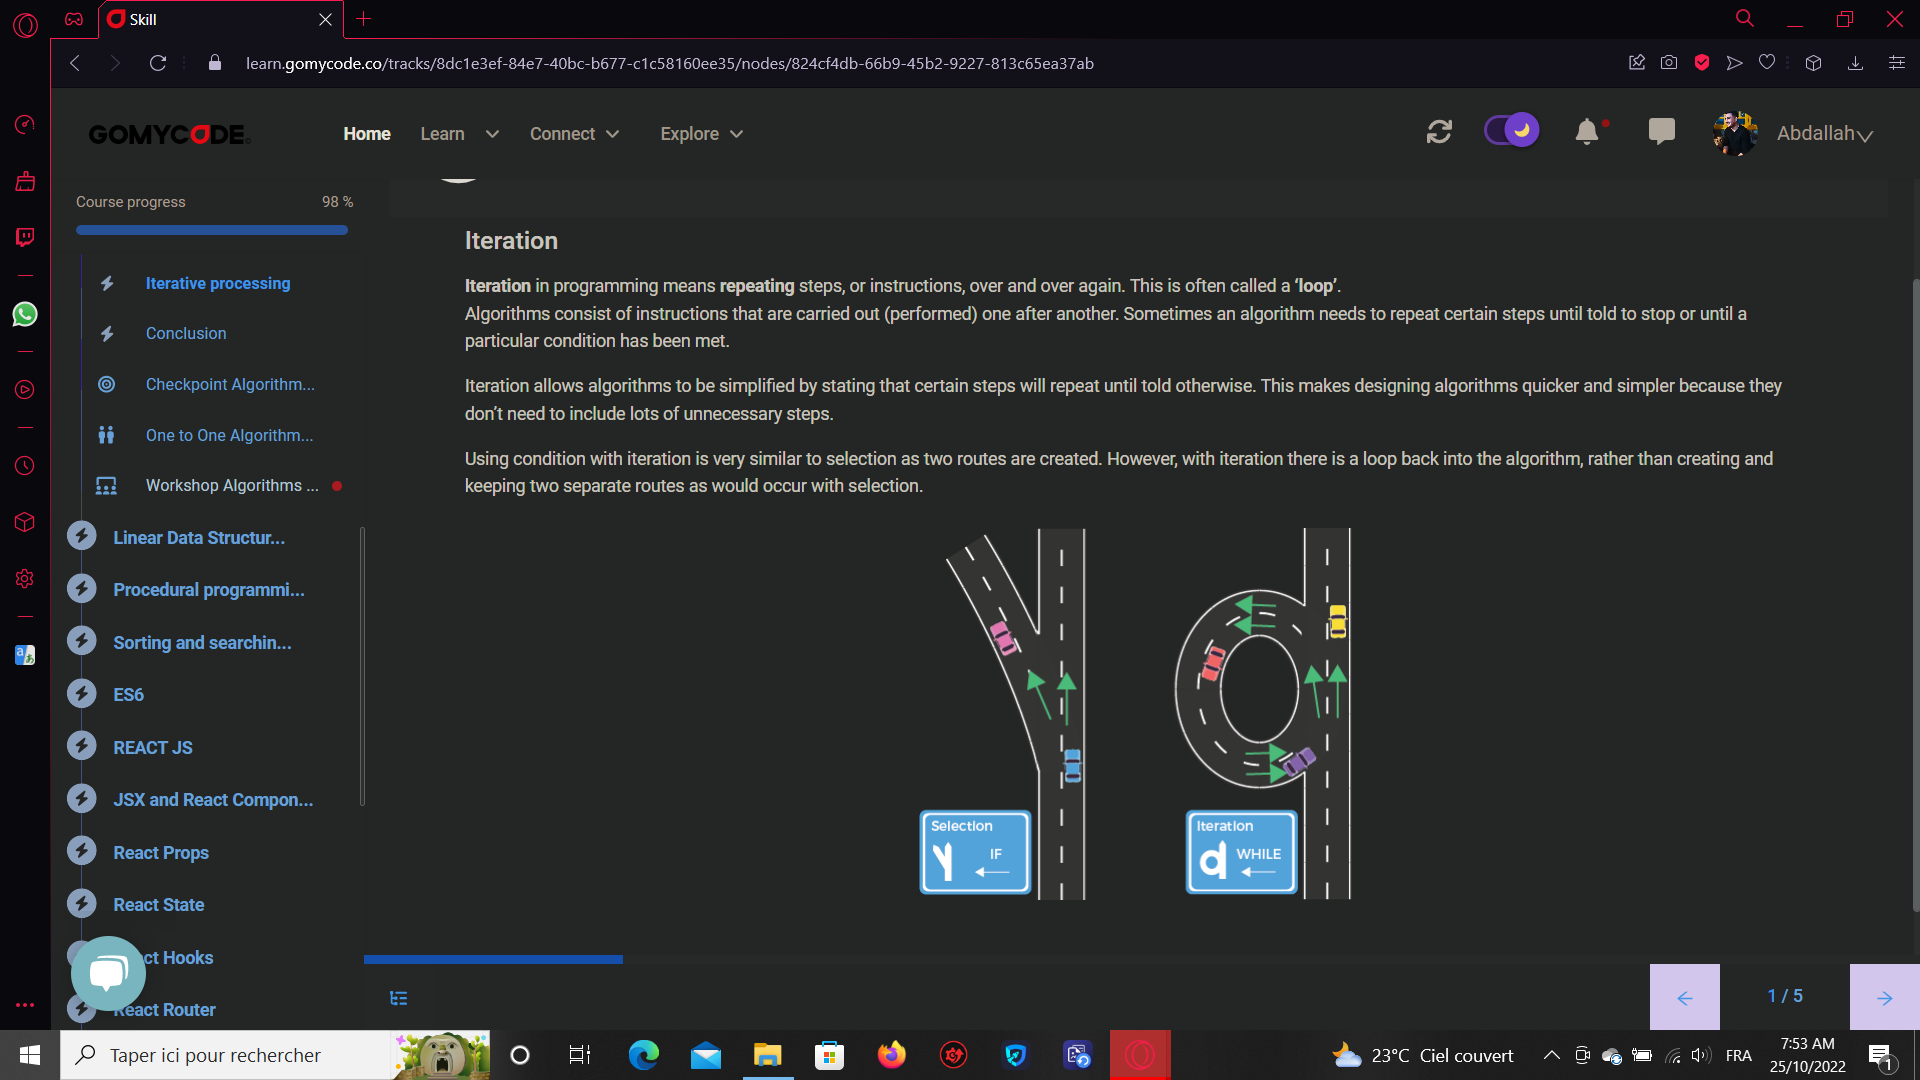 Skill
learn.gomycode.co/tracks/8dc1e3ef-84e7-40bc-b677-c1c58160ee35/nodes/824cf4db-66b9-45b2-9227-813c65ea37ab
GOMYCODE
Home
Learn
Connect
Explore
Abdallah
Course progress
98 %
Iterative processing
Conclusion
Checkpoint Algorithm...
One to One Algorithm...
Workshop Algorithms ...
Linear Data Structur...
Procedural programmi...
Sorting and searchin...
ES6
REACT JS
JSX and React Compon...
React Props
React State
ct Hooks
React Router
Iteration
Iteration in programming means repeating steps, or instructions, over and over again. This is often called a ‘loop’.
Algorithms consist of instructions that are carried out (performed) one after another. Sometimes an algorithm needs to repeat certain steps until told to stop or until a
particular condition has been met.
Iteration allows algorithms to be simplified by stating that certain steps will repeat until told otherwise. This makes designing algorithms quicker and simpler because they
don’t need to include lots of unnecessary steps.
Using condition with iteration is very similar to selection as two routes are created. However, with iteration there is a loop back into the algorithm, rather than creating and
keeping two separate routes as would occur with selection.
Selection
IF
Iteration
WHILE
1 / 5
Taper ici pour rechercher
23°C Ciel couvert
FRA
7:53 AM
25/10/2022
1